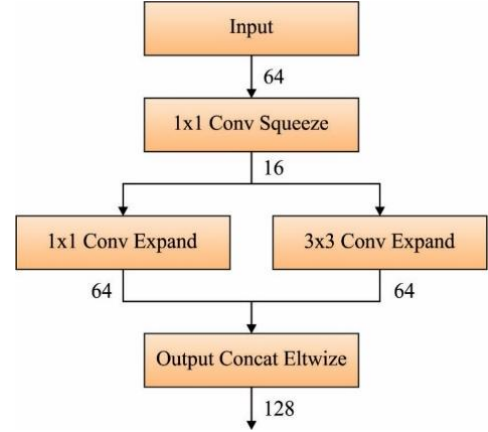 Input
64
1x1 Conv Squeeze
16
1x1 Conv Expand
3x3 Conv Expand
64
64
Output Concat Eltwize
128